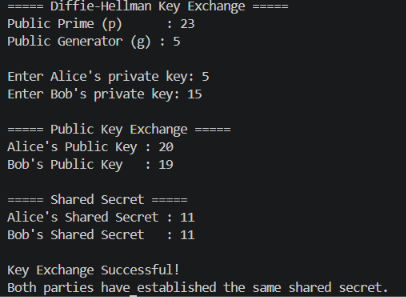 ===== Diffie-Hellman Key Exchange =====
Public Prime (p)      : 23
Public Generator (g) : 5
Enter Alice's private key: 5
Enter Bob's private key: 15
===== Public Key Exchange =====
Alice's Public Key : 20
Bob's Public Key   : 19
===== Shared Secret =====
Alice's Shared Secret : 11
Bob's Shared Secret   : 11
Key Exchange Successful!
Both parties have established the same shared secret.